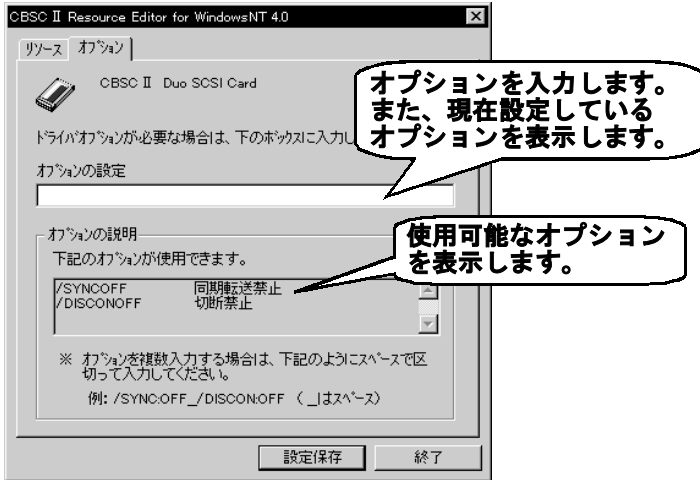 CBSC Ⅱ Resource Editor for WindowsNT 4.0
リソース オプション
CBSC Ⅱ Duo SCSI Card
オプションを入力します。
また、現在設定している
オプションを表示します。
ドライバオプションが必要な場合は、下のボックスに入力し
オプションの設定
オプションの説明
使用可能なオプション
を表示します。
下記のオプションが使用できます。
/SYNCOFF 同期転送禁止
/DISCONOFF 切断禁止
※ オプションを複数入力する場合は、下記のようにスペースで区
切って入力してください。
例: /SYNC:OFF_/DISCON:OFF ( _はスペース)
設定保存 終了